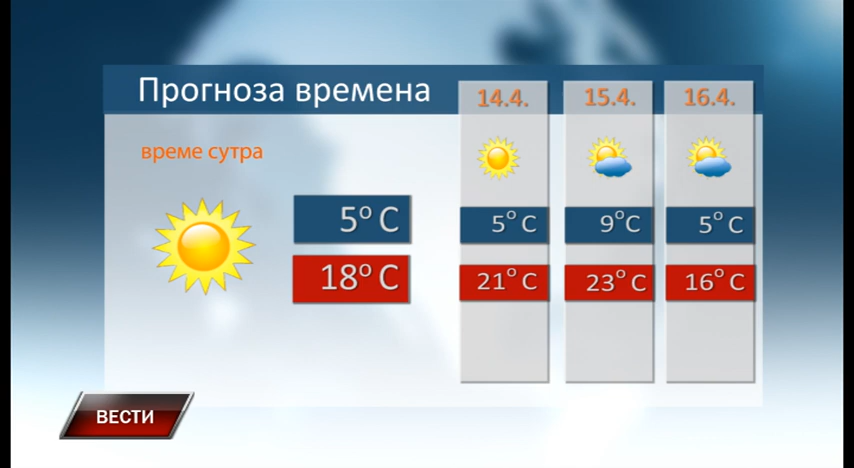 Прогноза времена
време сутра
5° C
18° C
14.4. 15.4. 16.4.
5° C 9°C 5° C
21° C 23° C 16° C
ВЕСТИ